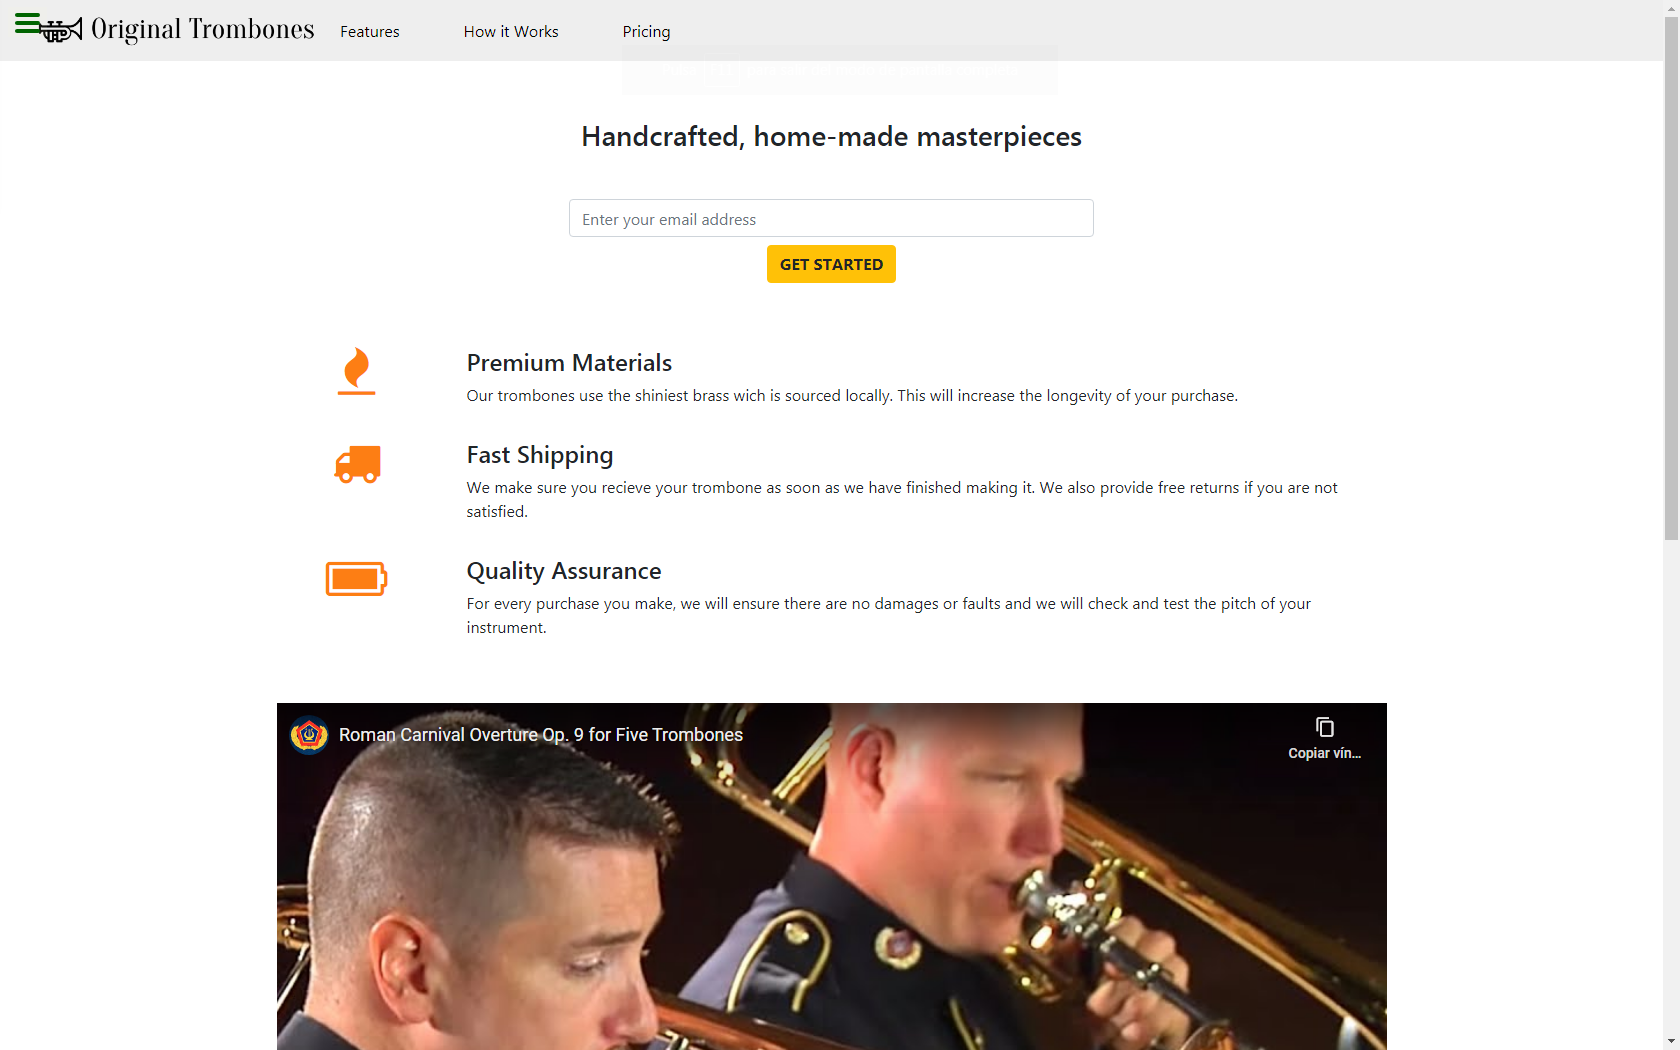 Original Trombones
Features
How it Works
Pricing
Handcrafted, home-made masterpieces
Enter your email address
GET STARTED
Premium Materials
Our trombones use the shiniest brass wich is sourced locally. This will increase the longevity of your purchase.
Fast Shipping
We make sure you recieve your trombone as soon as we have finished making it. We also provide free returns if you are not
satisfied.
Quality Assurance
For every purchase you make, we will ensure there are no damages or faults and we will check and test the pitch of your
instrument.
Roman Carnival Overture Op. 9 for Five Trombones
Copiar vín...